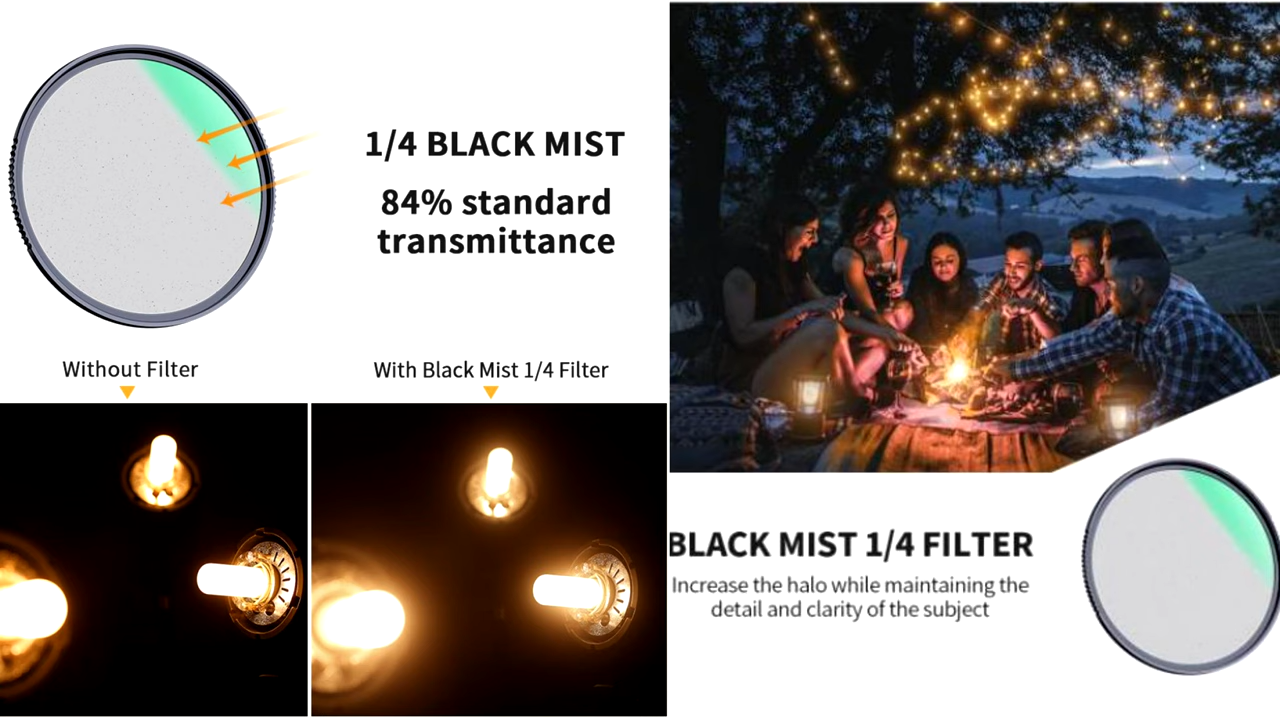 1/4 BLACK MIST
84% standard
transmittance
Without Filter
With Black Mist 1/4 Filter
BLACK MIST 1/4 FILTER
Increase the halo while maintaining the
detail and clarity of the subject